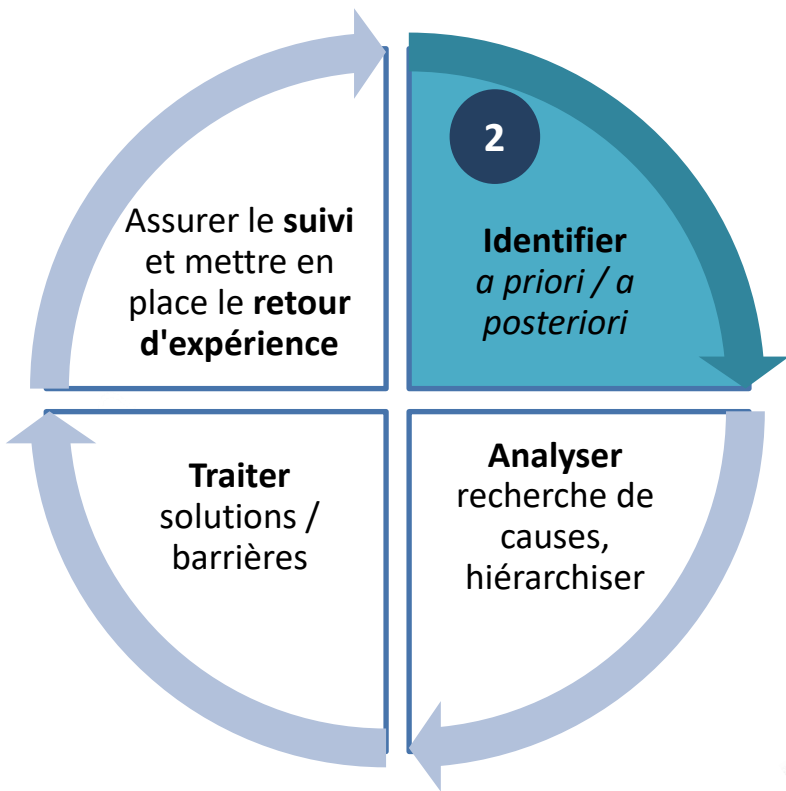 2
Identifier
a priori / a
posteriori
Analyser
recherche de
causes,
hiérarchiser
Traiter
solutions /
barrières
Assurer le suivi
et mettre en
place le retour
d'expérience